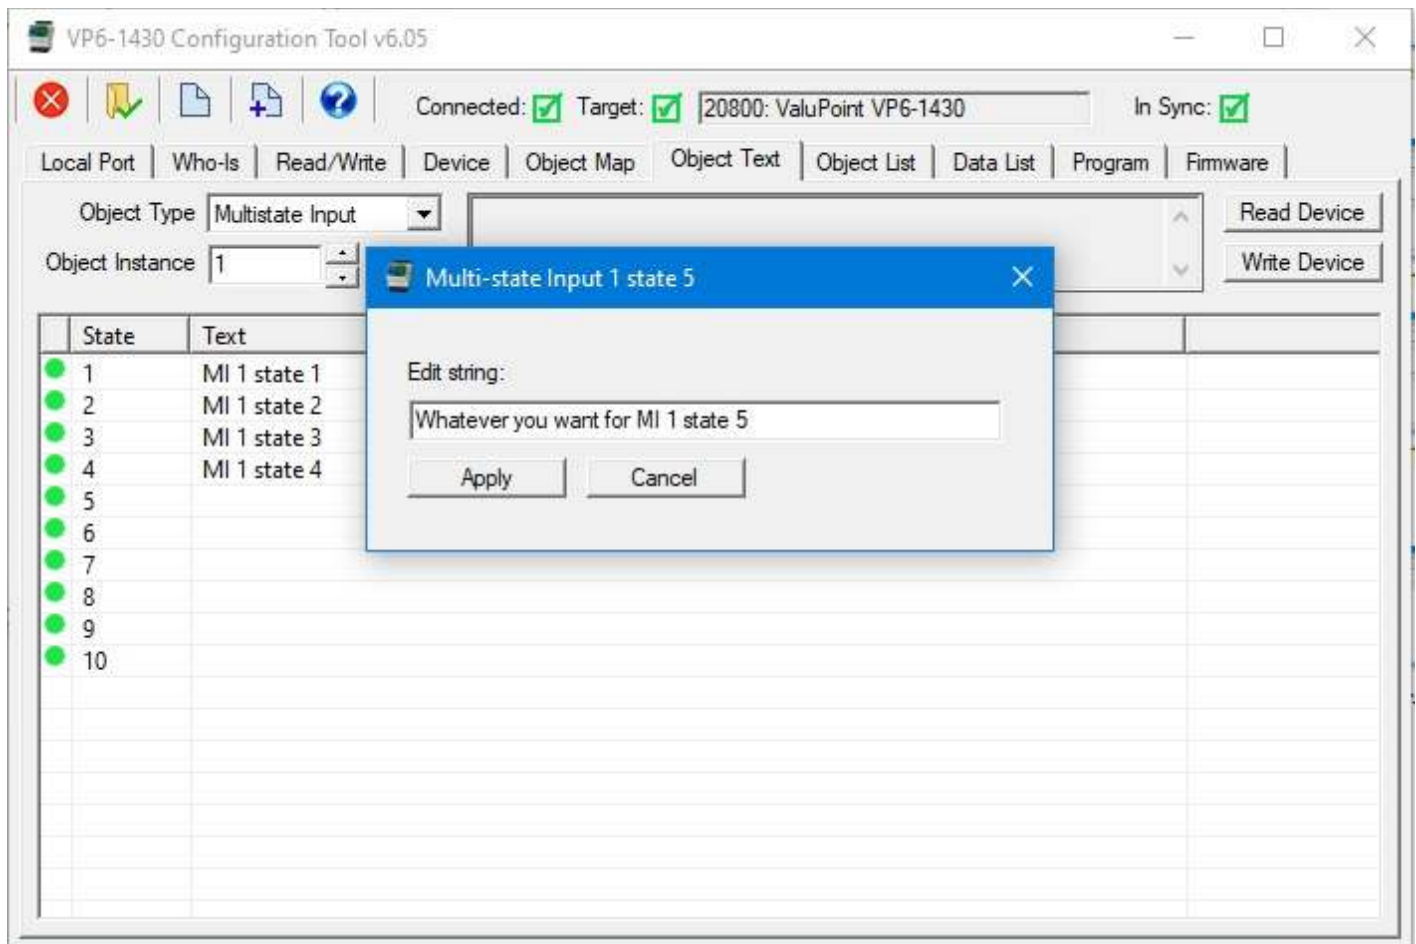 VP6-1430 Configuration Tool v6.05
Connected: Target: 20800: ValuPoint VP6-1430 In Sync:
Local Port Who-Is Read/Write Device Object Map Object Text Object List Data List Program Firmware
Object Type Multistate Input Read Device
Object Instance 1 Write Device
Multi-state Input 1 state 5
Edit string:
Whatever you want for MI 1 state 5
Apply Cancel
State Text
1 MI 1 state 1
2 MI 1 state 2
3 MI 1 state 3
4 MI 1 state 4
5
6
7
8
9
10